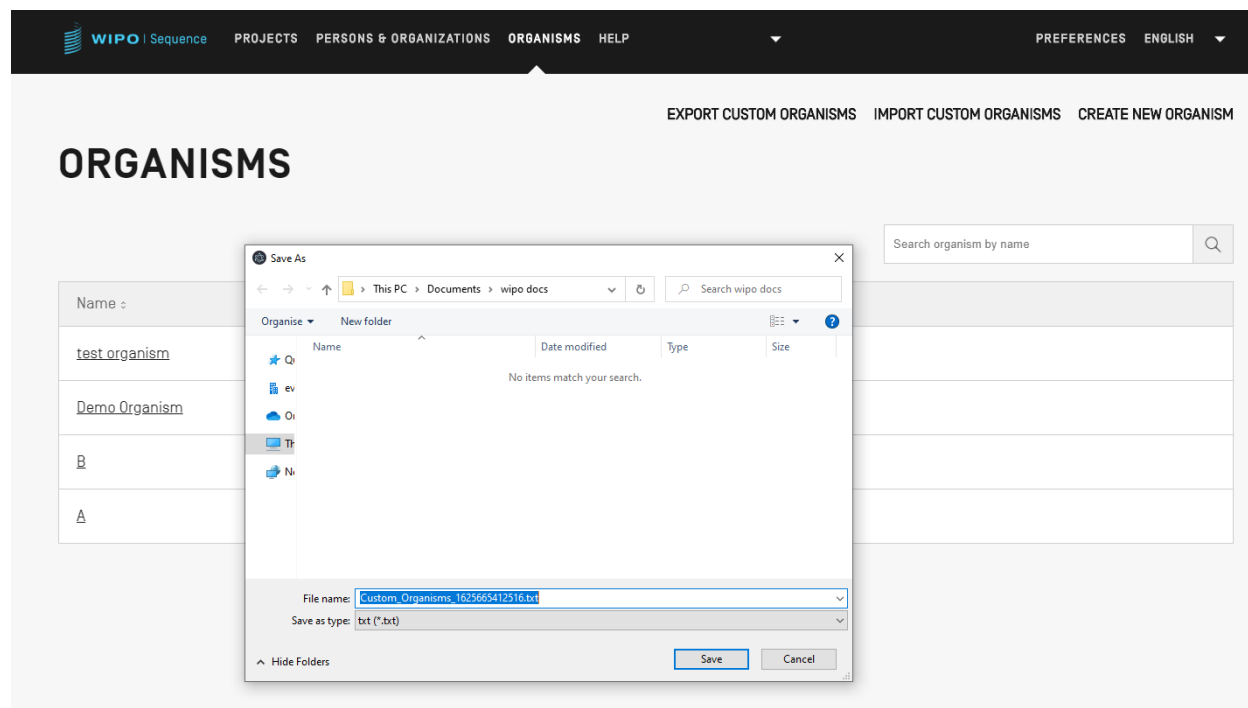 WIPO | Sequence PROJECTS PERSONS & ORGANIZATIONS ORGANISMS HELP PREFERENCES ENGLISH
EXPORT CUSTOM ORGANISMS IMPORT CUSTOM ORGANISMS CREATE NEW ORGANISM
ORGANISMS
Search organism by name
Save As
This PC > Documents > wipo docs
Search wipo docs
Organise New folder
Name Date modified Type Size
No items match your search.
File name: Custom_Organisms_1625665412516.txt
Save as type: txt (*.txt)
Hide Folders Save Cancel
Name
test organism
Demo Organism
B
A